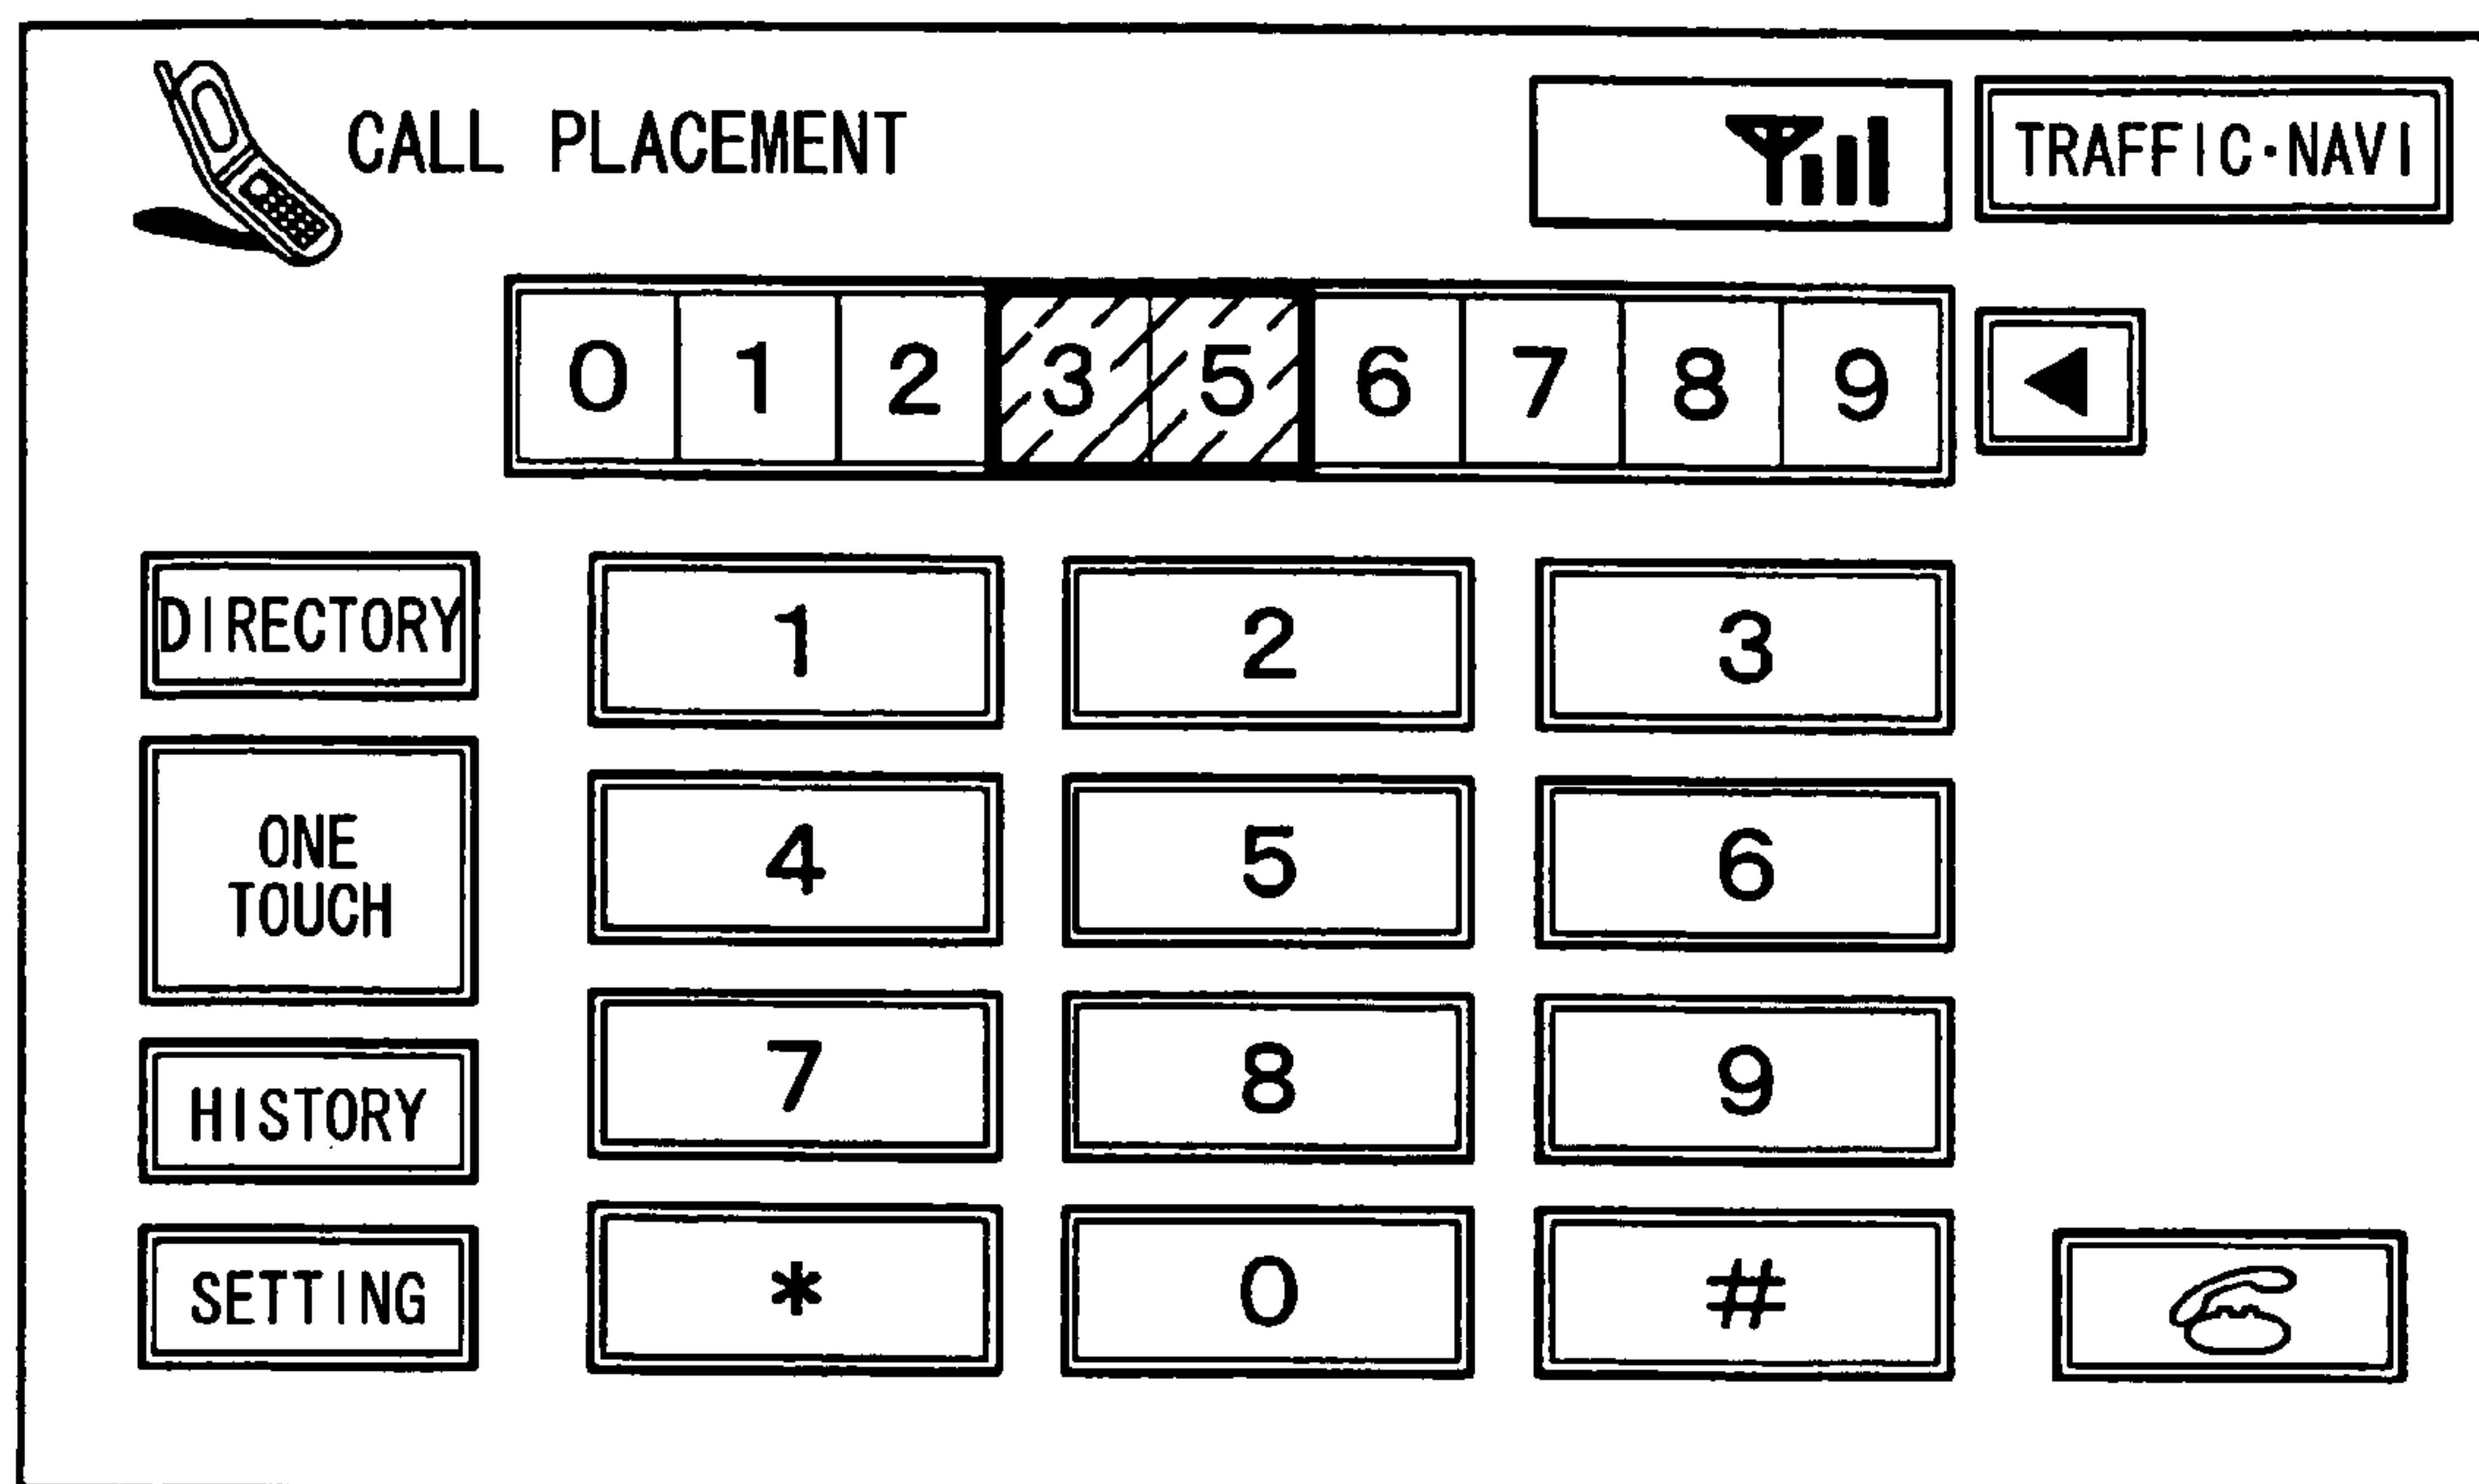 CALL PLACEMENT
TRAFFIC・NAVI
0 1 2 3 5 6 7 8 9
DIRECTORY
1 2 3
ONE
TOUCH
4 5 6
HISTORY
7 8 9
SETTING
* 0 #